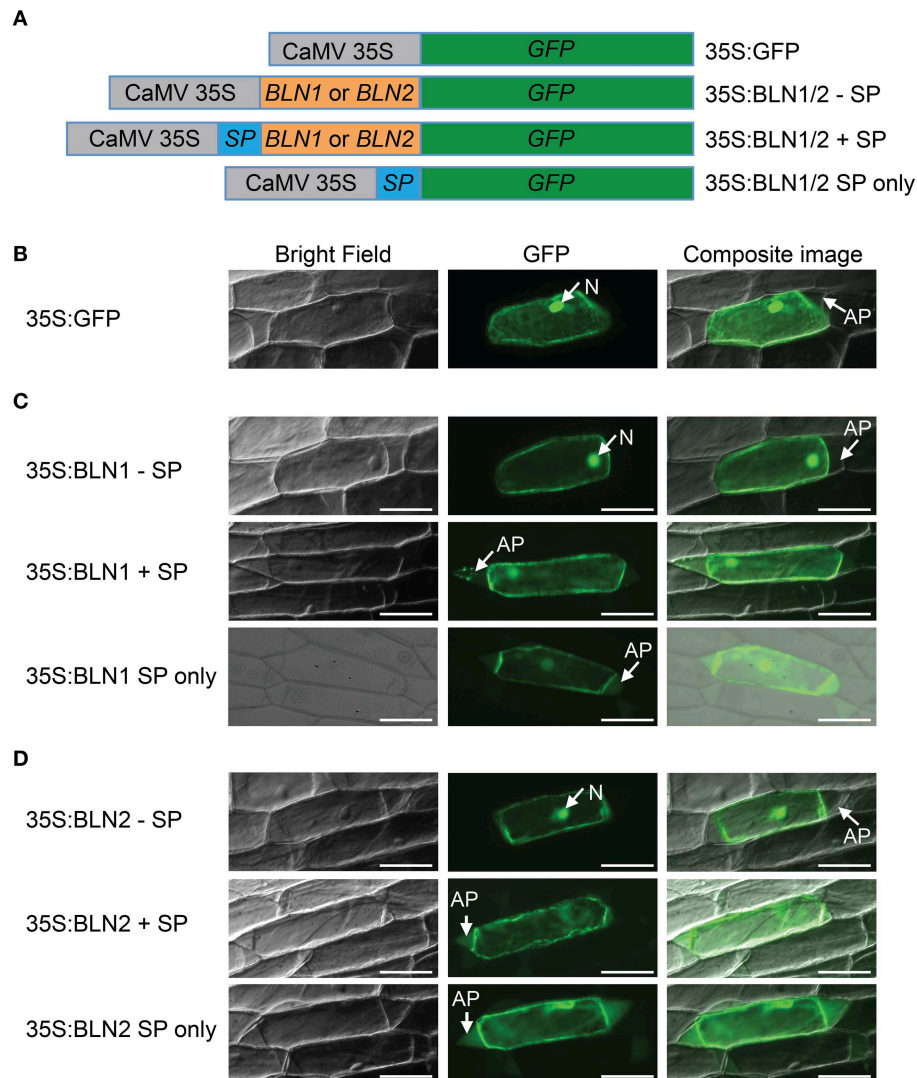 A
CaMV 35S GFP 35S:GFP
CaMV 35S BLN1 or BLN2 GFP 35S:BLN1/2 - SP
CaMV 35S SP BLN1 or BLN2 GFP 35S:BLN1/2 + SP
CaMV 35S SP GFP 35S:BLN1/2 SP only
B
Bright Field GFP Composite image
35S:GFP N AP
C
35S:BLN1 - SP N AP
35S:BLN1 + SP AP
35S:BLN1 SP only AP
D
35S:BLN2 - SP N AP
35S:BLN2 + SP AP
35S:BLN2 SP only AP